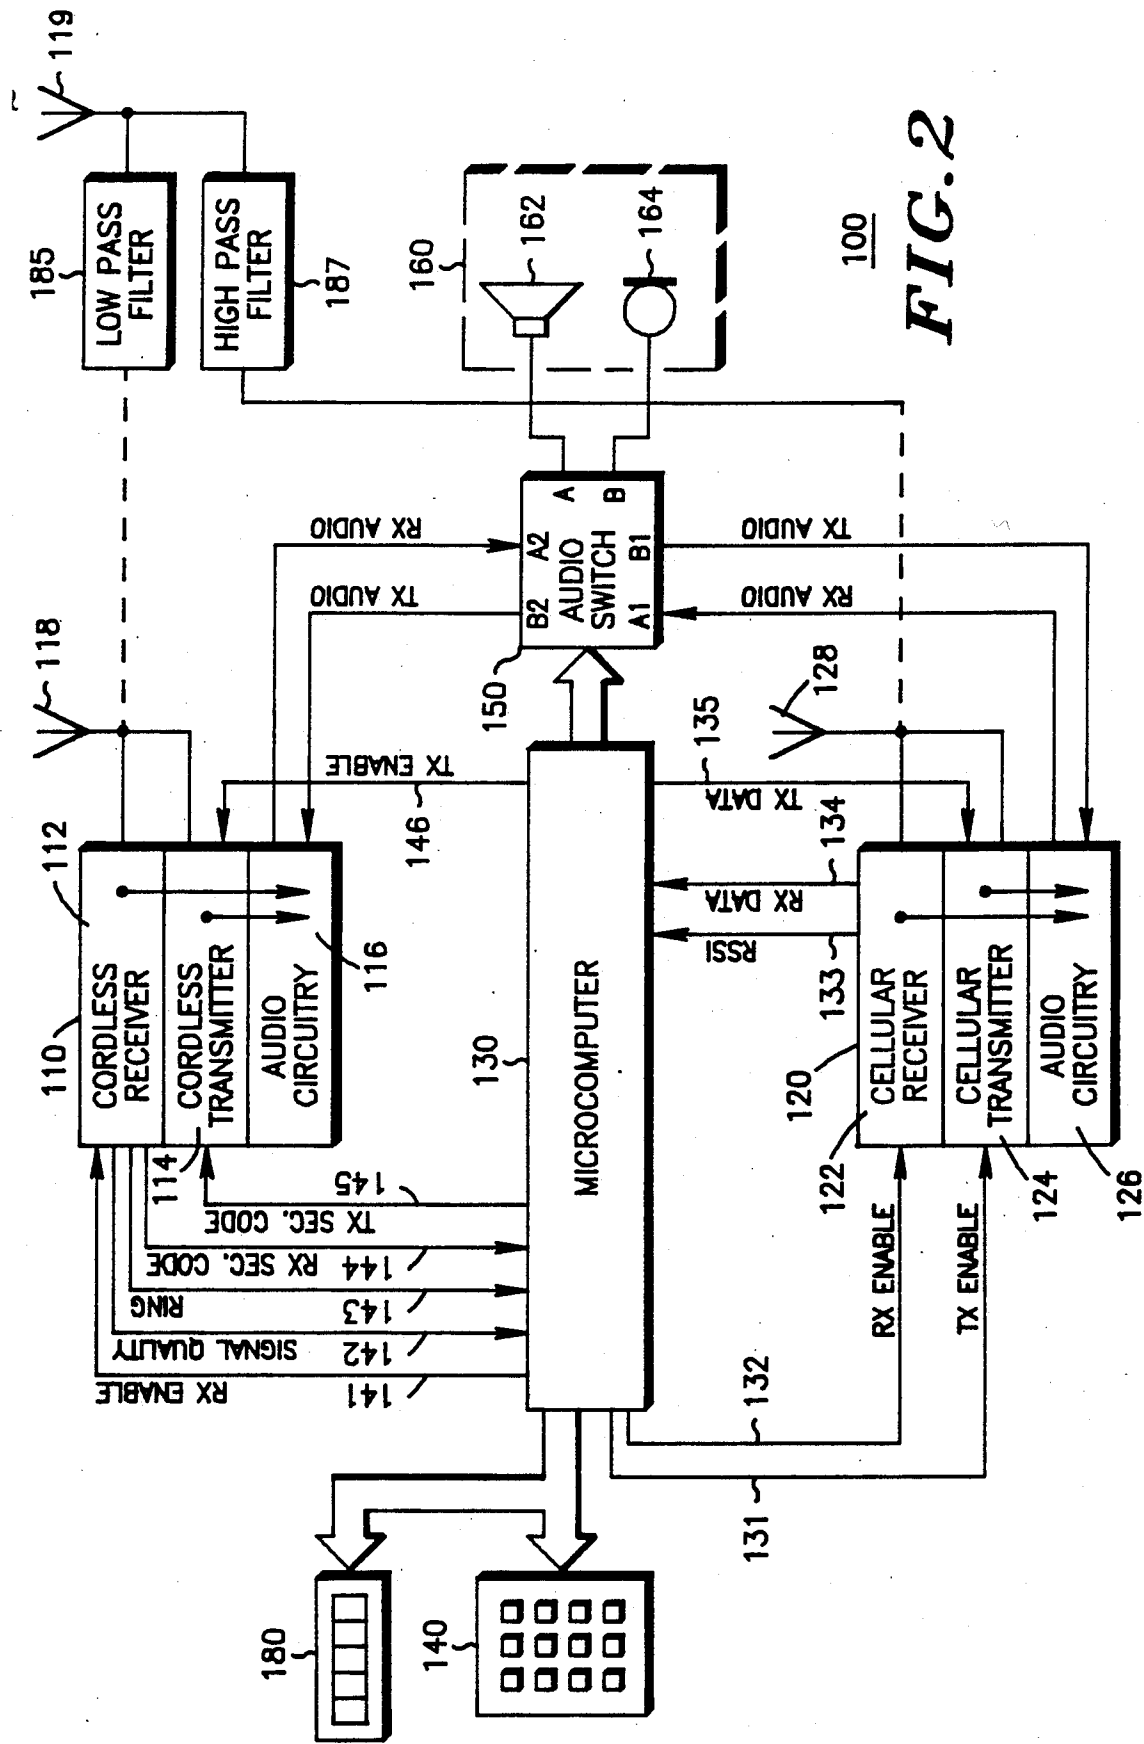 119
185
LOW PASS
FILTER
HIGH PASS
FILTER
187
118
110
112
CORDLESS
RECEIVER
CORDLESS
TRANSMITTER
AUDIO
CIRCUITRY
114
116
RX AUDIO
TX AUDIO
TX ENABLE
146
RX ENABLE
141
SIGNAL QUALITY
142
RING
143
RX SEC. CODE
144
TX SEC. CODE
145
160
162
164
150
B2 A2
AUDIO
SWITCH
A1 B1
A
B
180
140
130
MICROCOMPUTER
RX AUDIO
TX AUDIO
TX DATA
135
RX DATA
134
RSSI
133
128
120
122
CELLULAR
RECEIVER
CELLULAR
TRANSMITTER
AUDIO
CIRCUITRY
124
126
RX ENABLE
132
TX ENABLE
131
100
FIG.2